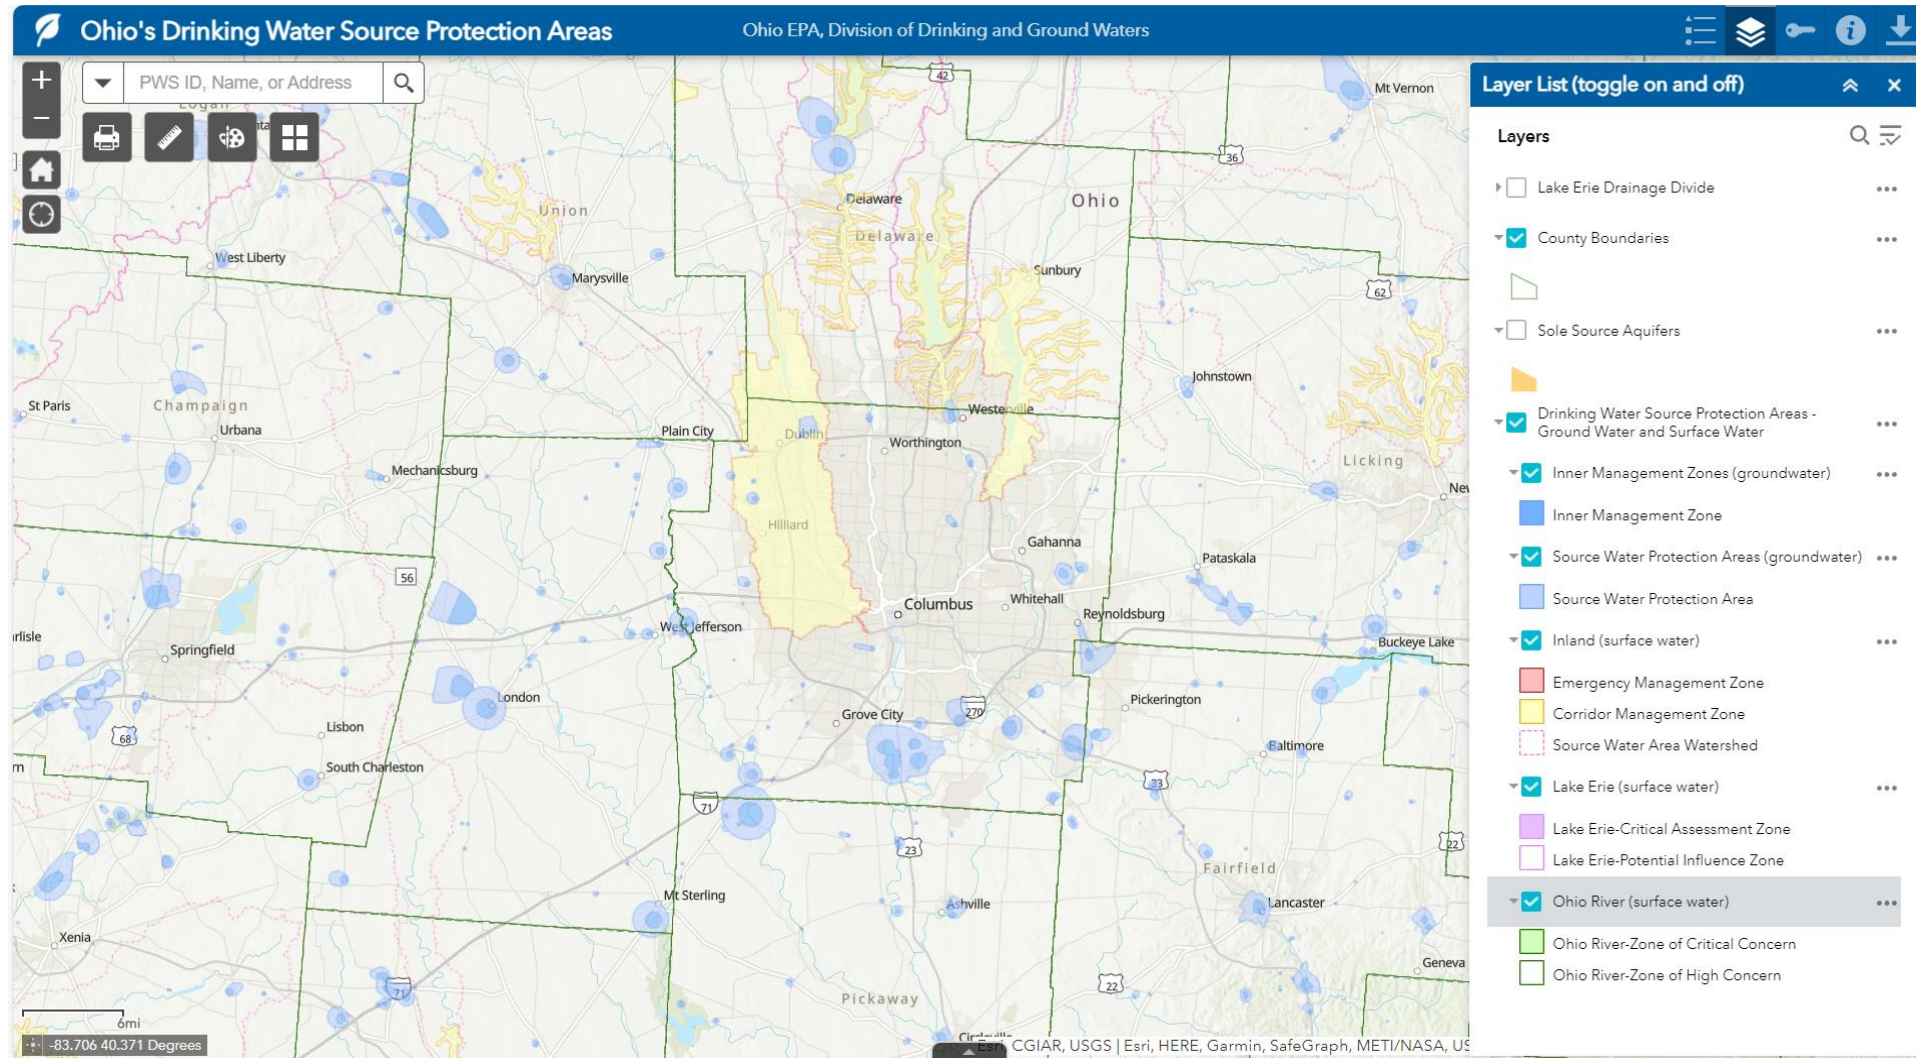 Ohio's Drinking Water Source Protection Areas
Ohio EPA, Division of Drinking and Ground Waters
+
PWS ID, Name, or Address
−
Layer List (toggle on and off)
Layers
Lake Erie Drainage Divide
County Boundaries
Sole Source Aquifers
Drinking Water Source Protection Areas -
Ground Water and Surface Water
Inner Management Zones (groundwater)
Inner Management Zone
Source Water Protection Areas (groundwater)
Source Water Protection Area
Inland (surface water)
Emergency Management Zone
Corridor Management Zone
Source Water Area Watershed
Lake Erie (surface water)
Lake Erie-Critical Assessment Zone
Lake Erie-Potential Influence Zone
Ohio River (surface water)
Ohio River-Zone of Critical Concern
Ohio River-Zone of High Concern
42
Mt Vernon
Logan
36
Delaware
Ohio
Union
Delaware
West Liberty
Marysville
Sunbury
62
Johnstown
St Paris
Champaign
Urbana
Plain City
Dublin
Westerville
Worthington
Mechanicsburg
Licking
Hilliard
Gahanna
Pataskala
56
Columbus
Whitehall
Reynoldsburg
West Jefferson
Springfield
Buckeye Lake
London
Pickerington
270
Grove City
Lisbon
68
Baltimore
South Charleston
33
71
22
23
Fairfield
Mt Sterling
Ashville
Lancaster
Xenia
Geneva
71
22
Pickaway
6mi
-83.706 40.371 Degrees
Esri, CGIAR, USGS | Esri, HERE, Garmin, SafeGraph, METI/NASA, US